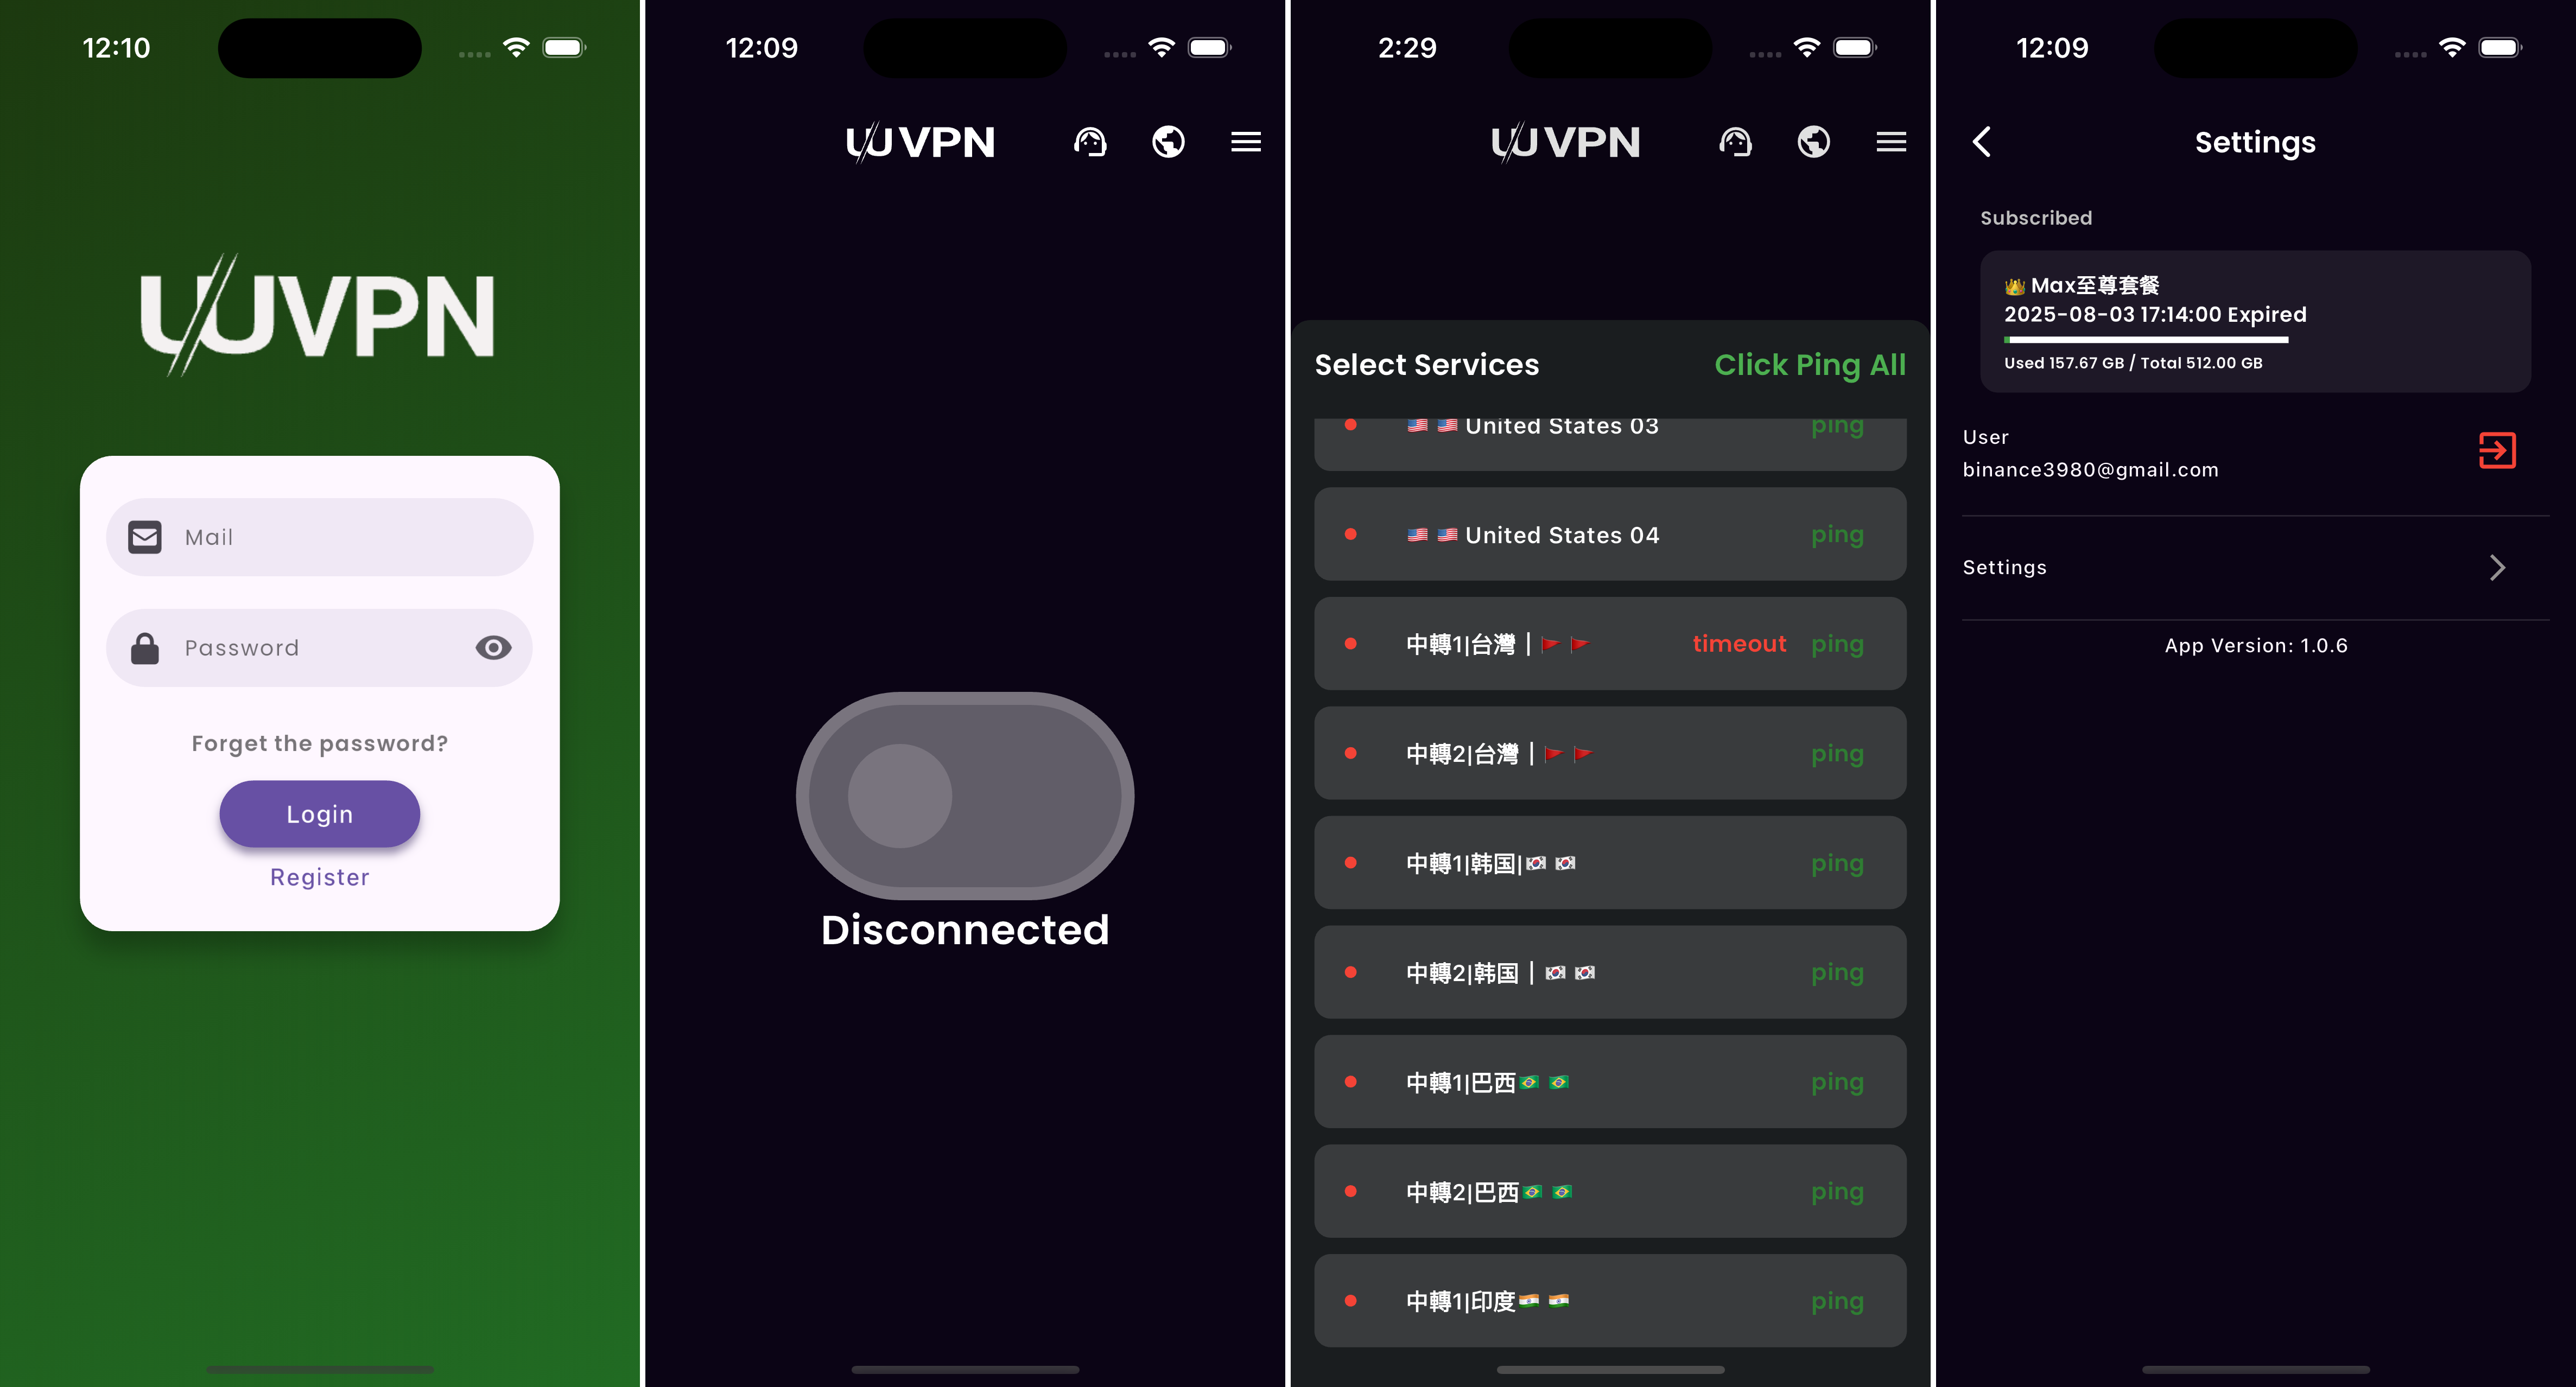 12:10
UUVPN
Mail
Password
Forget the password?
Login
Register
12:09
UUVPN
Disconnected
2:29
UUVPN
Select Services
Click Ping All
🇺🇸 🇺🇸 United States 03 ping
🇺🇸 🇺🇸 United States 04 ping
中轉1|台灣｜🚩 🚩 timeout ping
中轉2|台灣｜🚩 🚩 ping
中轉1|韩国|🇰🇷 🇰🇷 ping
中轉2|韩国｜🇰🇷 🇰🇷 ping
中轉1|巴西🇧🇷 🇧🇷 ping
中轉2|巴西🇧🇷 🇧🇷 ping
中轉1|印度🇮🇳 🇮🇳 ping
12:09
Settings
Subscribed
👑 Max至尊套餐
2025-08-03 17:14:00 Expired
Used 157.67 GB / Total 512.00 GB
User
binance3980@gmail.com
Settings
App Version: 1.0.6